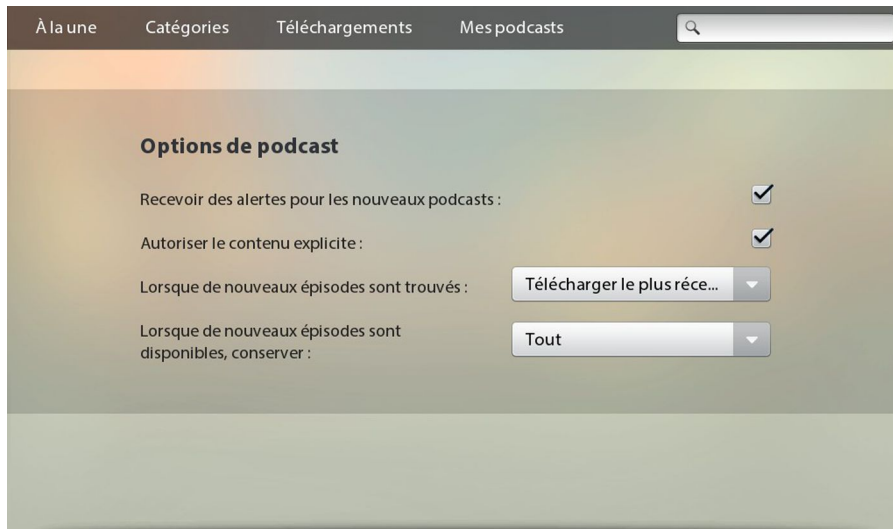 À la une Catégories Téléchargements Mes podcasts
Options de podcast
Recevoir des alertes pour les nouveaux podcasts :
Autoriser le contenu explicite :
Lorsque de nouveaux épisodes sont trouvés : Télécharger le plus réce...
Lorsque de nouveaux épisodes sont
disponibles, conserver : Tout